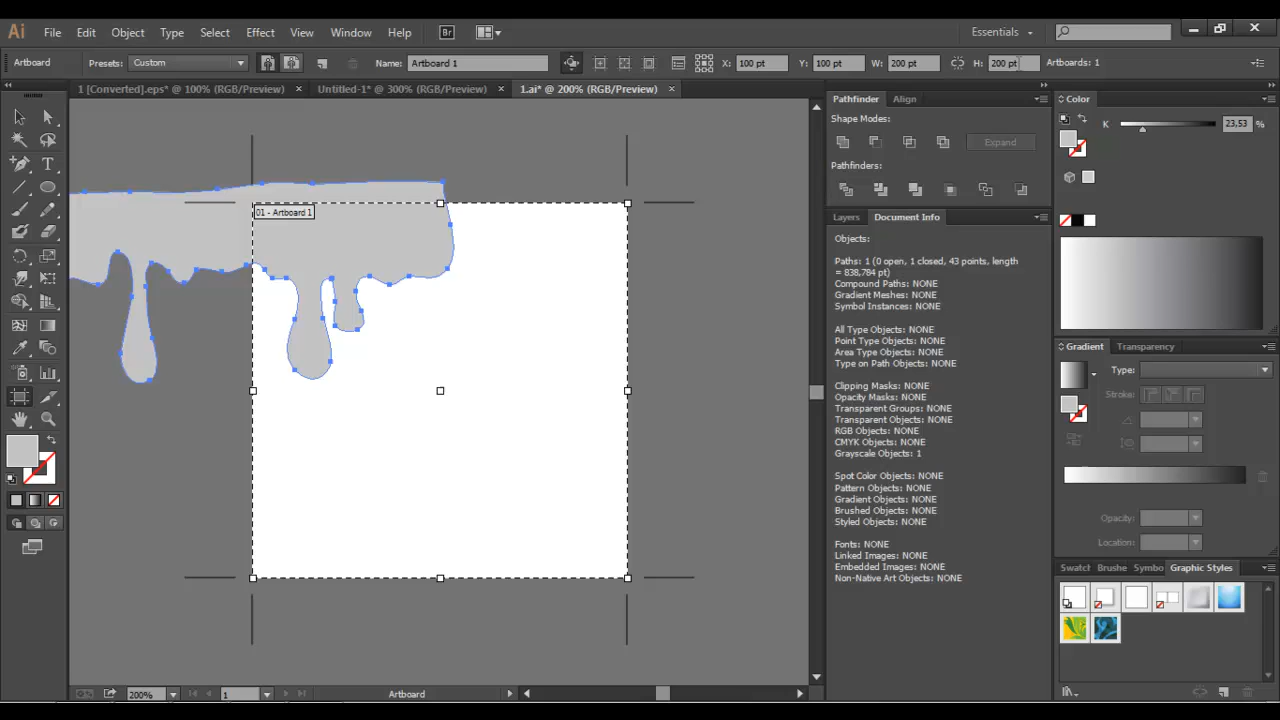 Ai File Edit Object Type Select Effect View Window Help Br Essentials
Artboard Presets: Custom Name: Artboard 1 X: 100 pt Y: 100 pt W: 200 pt H: 200 pt Artboards: 1
1 [Converted].eps* @ 100% (RGB/Preview) × Untitled-1* @ 300% (RGB/Preview) × 1.ai* @ 200% (RGB/Preview) ×
Pathfinder Align
Shape Modes:
Expand
Pathfinders:
Layers Document Info
Objects:
Paths: 1 (0 open, 1 closed, 43 points, length
= 838,784 pt)
Compound Paths: NONE
Gradient Meshes: NONE
Symbol Instances: NONE
All Type Objects: NONE
Point Type Objects: NONE
Area Type Objects: NONE
Type on Path Objects: NONE
Clipping Masks: NONE
Opacity Masks: NONE
Transparent Groups: NONE
Transparent Objects: NONE
RGB Objects: NONE
CMYK Objects: NONE
Grayscale Objects: 1
Spot Color Objects: NONE
Pattern Objects: NONE
Gradient Objects: NONE
Brushed Objects: NONE
Styled Objects: NONE
Fonts: NONE
Linked Images: NONE
Embedded Images: NONE
Non-Native Art Objects: NONE
Color
K 23,53 %
Gradient Transparency
Type:
Stroke:
Opacity:
Location:
Swatch Brushe Symbo Graphic Styles
01 - Artboard 1
200% 1 Artboard